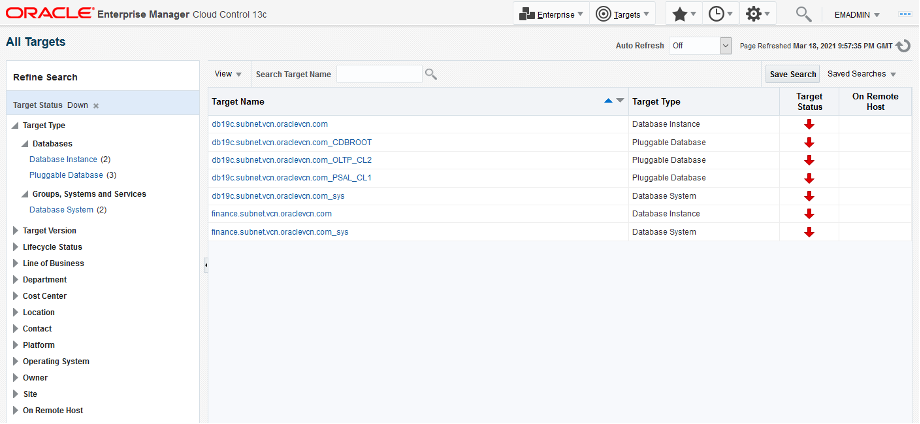 ORACLE® Enterprise Manager Cloud Control 13c Enterprise Targets EMADMIN
All Targets
Auto Refresh Off Page Refreshed Mar 18, 2021 9:57:35 PM GMT
Refine Search
View Search Target Name Save Search Saved Searches
Target Status Down x
Target Name Target Type Target Status On Remote Host
Target Type
Databases
Database Instance (2)
Pluggable Database (3)
Groups, Systems and Services
Database System (2)
Target Version
Lifecycle Status
Line of Business
Department
Cost Center
Location
Contact
Platform
Operating System
Owner
Site
On Remote Host
db19c.subnet.vcn.oraclevcn.com Database Instance
db19c.subnet.vcn.oraclevcn.com_CDBROOT Pluggable Database
db19c.subnet.vcn.oraclevcn.com_OLTP_CL2 Pluggable Database
db19c.subnet.vcn.oraclevcn.com_PSAL_CL1 Pluggable Database
db19c.subnet.vcn.oraclevcn.com_sys Database System
finance.subnet.vcn.oraclevcn.com Database Instance
finance.subnet.vcn.oraclevcn.com_sys Database System